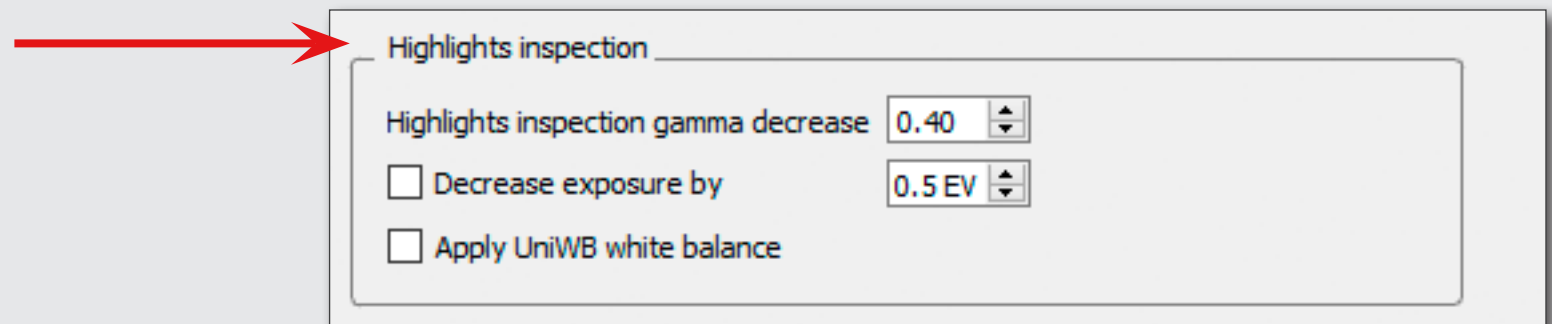 Highlights inspection
Highlights inspection gamma decrease 0.40
Decrease exposure by 0.5 EV
Apply UniWB white balance